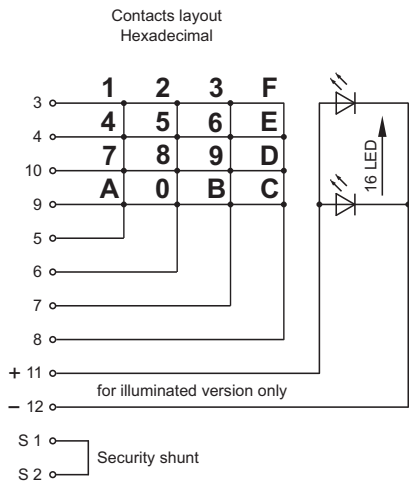 Contacts layout
Hexadecimal
3 1 2 3 F
4 4 5 6 E
10 7 8 9 D
9 A 0 B C
16 LED
5
6
7
8
+ 11
for illuminated version only
− 12
S 1
Security shunt
S 2